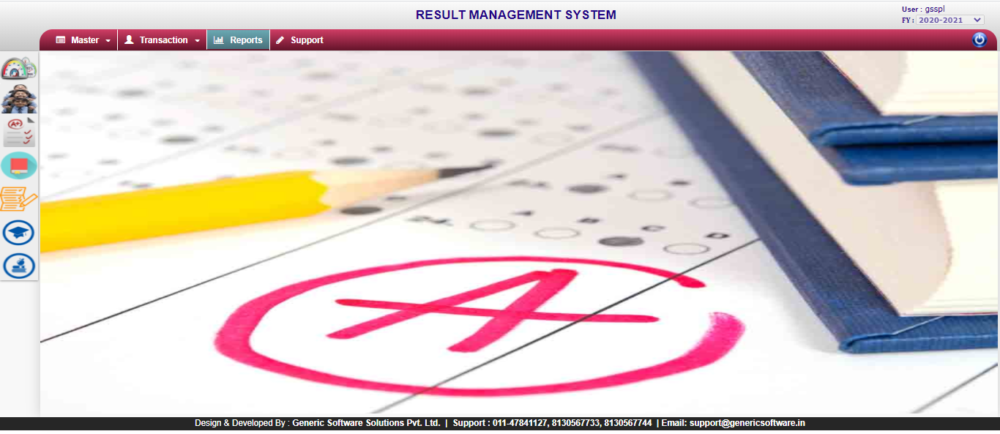 RESULT MANAGEMENT SYSTEM
User : gsspl
FY : 2020-2021
Master
Transaction
Reports
Support
A+
A
B
C
D
A+
Design & Developed By : Generic Software Solutions Pvt. Ltd. | Support : 011-47841127, 8130567733, 8130567744 | Email: support@genericsoftware.in